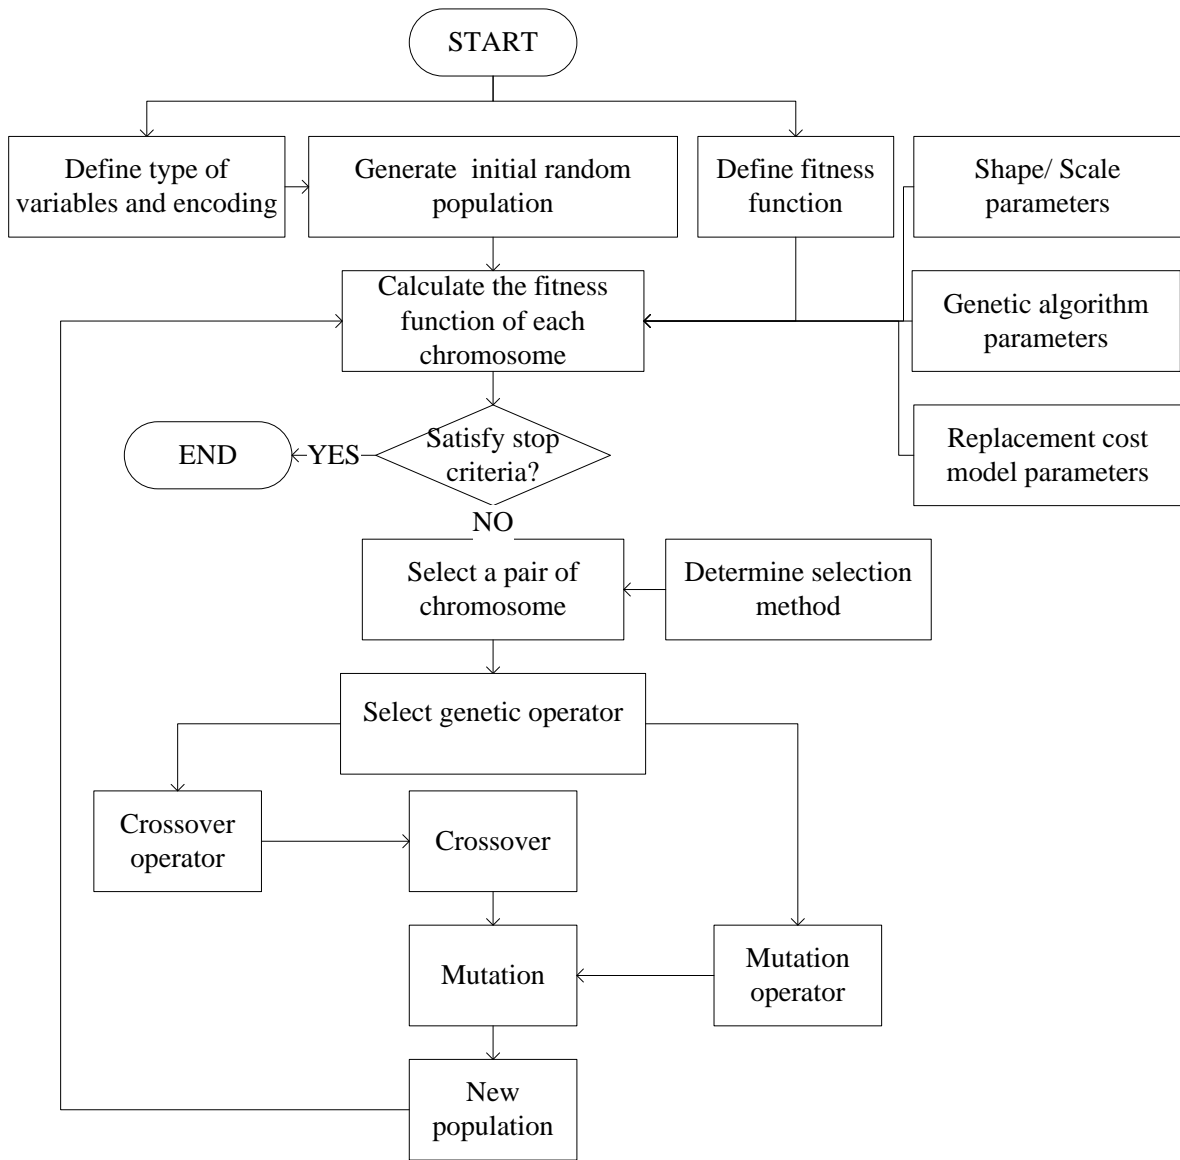 START
Define type of
variables and encoding
Generate  initial random
population
Define fitness
function
Shape/ Scale
parameters
Calculate the fitness
function of each
chromosome
Genetic algorithm
parameters
END
YES
Satisfy stop
criteria?
Replacement cost
model parameters
NO
Select a pair of
chromosome
Determine selection
method
Select genetic operator
Crossover
operator
Crossover
Mutation
Mutation
operator
New
population